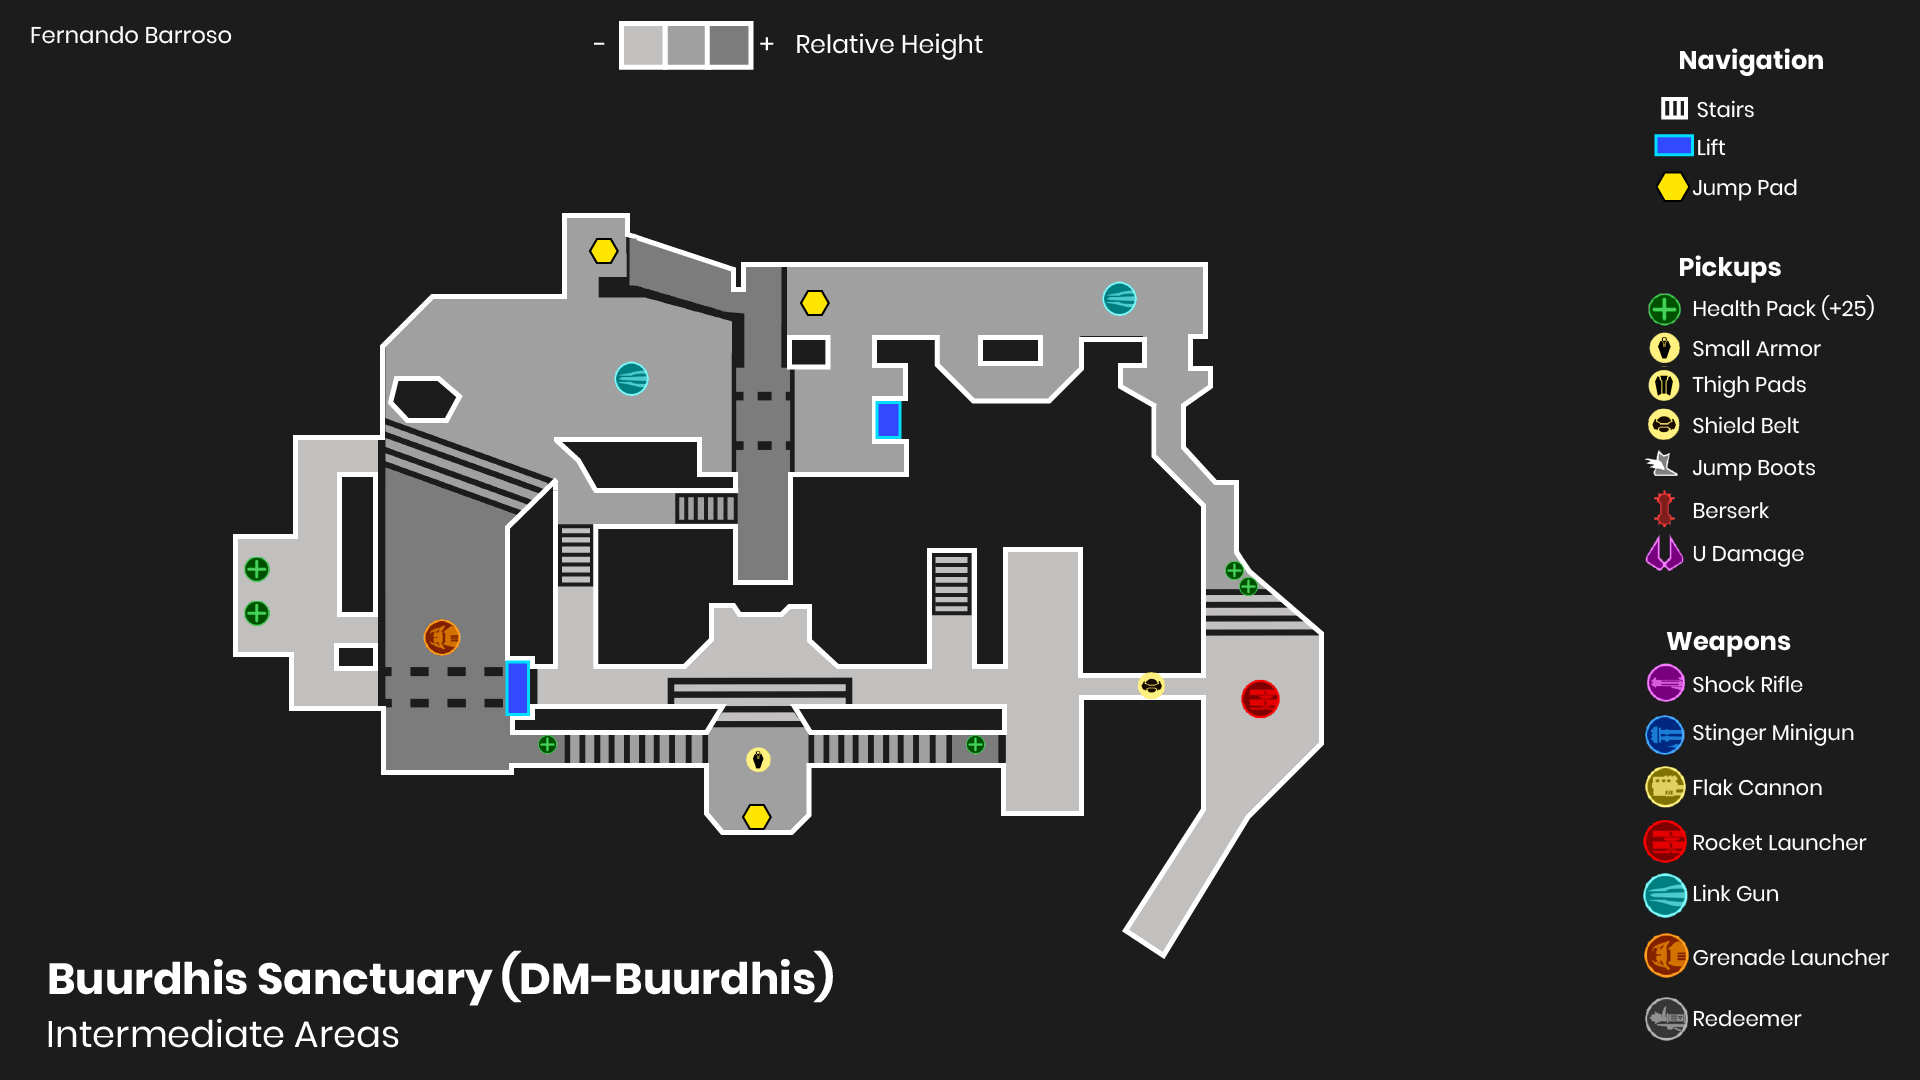 Fernando Barroso
- + Relative Height
Navigation
Stairs
Lift
Jump Pad
Pickups
Health Pack (+25)
Small Armor
Thigh Pads
Shield Belt
Jump Boots
Berserk
U Damage
Weapons
Shock Rifle
Stinger Minigun
Flak Cannon
Rocket Launcher
Link Gun
Grenade Launcher
Redeemer
Buurdhis Sanctuary (DM-Buurdhis)
Intermediate Areas